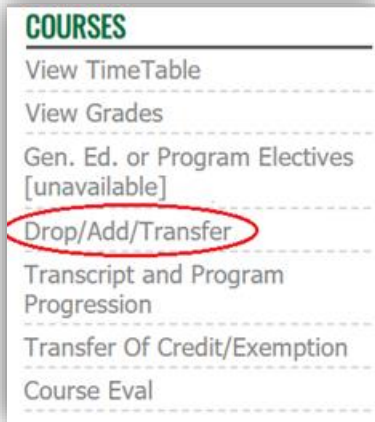 COURSES
View TimeTable
View Grades
Gen. Ed. or Program Electives
[unavailable]
Drop/Add/Transfer
Transcript and Program
Progression
Transfer Of Credit/Exemption
Course Eval